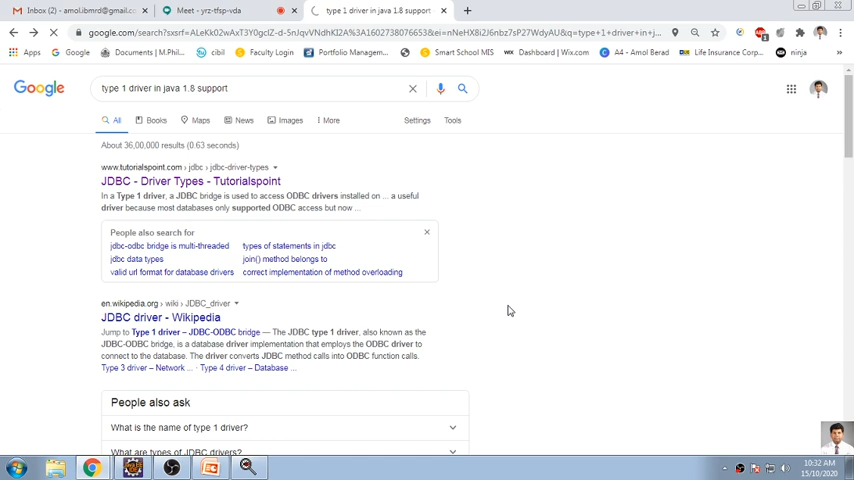 Inbox (2) - amol.ibmrd@gmail.co
Meet - yrz-tfsp-vda
type 1 driver in java 1.8 support
google.com/search?sxsrf=
Apps
Google
Documents | M.Phil...
cibil
Faculty Login
Portfolio Managem...
Smart School MIS
Dashboard | Wix.com
A4 - Amol Berad
Life Insurance Corp...
ninja
Google
type 1 driver in java 1.8 support
All
Books
Maps
News
Images
More
Settings
Tools
About 36,00,000 results (0.63 seconds)
www.tutorialspoint.com › jdbc › jdbc-driver-types
JDBC - Driver Types - Tutorialspoint
In a Type 1 driver, a JDBC bridge is used to access ODBC drivers installed on ... a useful
driver because most databases only supported ODBC access but now ...
People also search for
jdbc-odbc bridge is multi-threaded
types of statements in jdbc
jdbc data types
join() method belongs to
valid url format for database drivers
correct implementation of method overloading
en.wikipedia.org › wiki › JDBC_driver
JDBC driver - Wikipedia
Jump to Type 1 driver – JDBC-ODBC bridge — The JDBC type 1 driver, also known as the
JDBC-ODBC bridge, is a database driver implementation that employs the ODBC driver to
connect to the database. The driver converts JDBC method calls into ODBC function calls.
Type 3 driver – Network ... · Type 4 driver – Database ...
People also ask
What is the name of type 1 driver?
What are types of JDBC drivers?
10:32 AM
15/10/2020